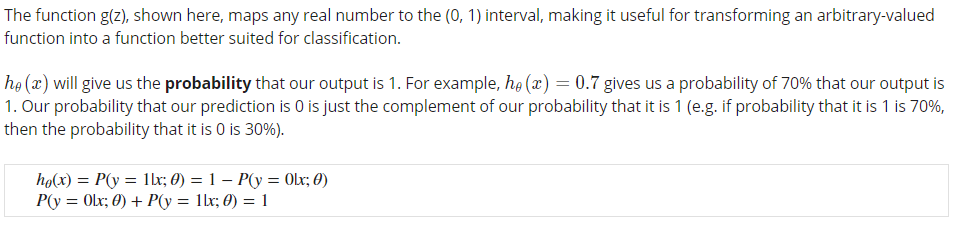 The function g(z), shown here, maps any real number to the (0, 1) interval, making it useful for transforming an arbitrary-valued
function into a function better suited for classification.
hθ(x) will give us the probability that our output is 1. For example, hθ(x) = 0.7 gives us a probability of 70% that our output is
1. Our probability that our prediction is 0 is just the complement of our probability that it is 1 (e.g. if probability that it is 1 is 70%,
then the probability that it is 0 is 30%).
hθ(x) = P(y = 1|x; θ) = 1 − P(y = 0|x; θ)
P(y = 0|x; θ) + P(y = 1|x; θ) = 1